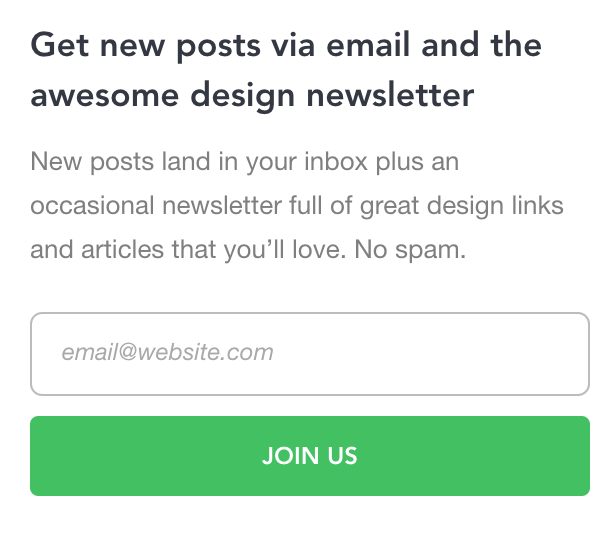 Get new posts via email and the
awesome design newsletter
New posts land in your inbox plus an
occasional newsletter full of great design links
and articles that you’ll love. No spam.
email@website.com
JOIN US